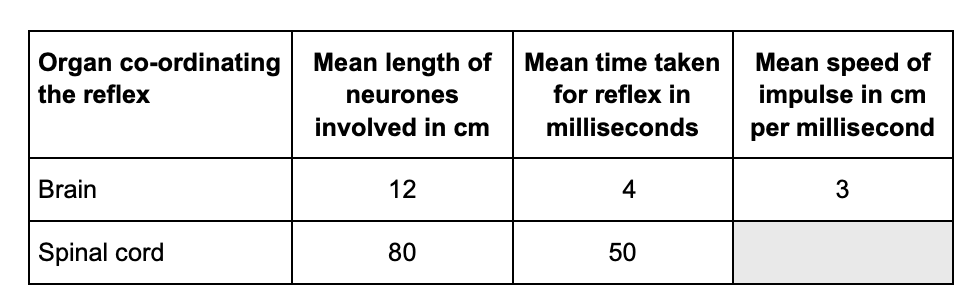 Organ co-ordinating
the reflex
Mean length of
neurones
involved in cm
Mean time taken
for reflex in
milliseconds
Mean speed of
impulse in cm
per millisecond
Brain 12 4 3
Spinal cord 80 50